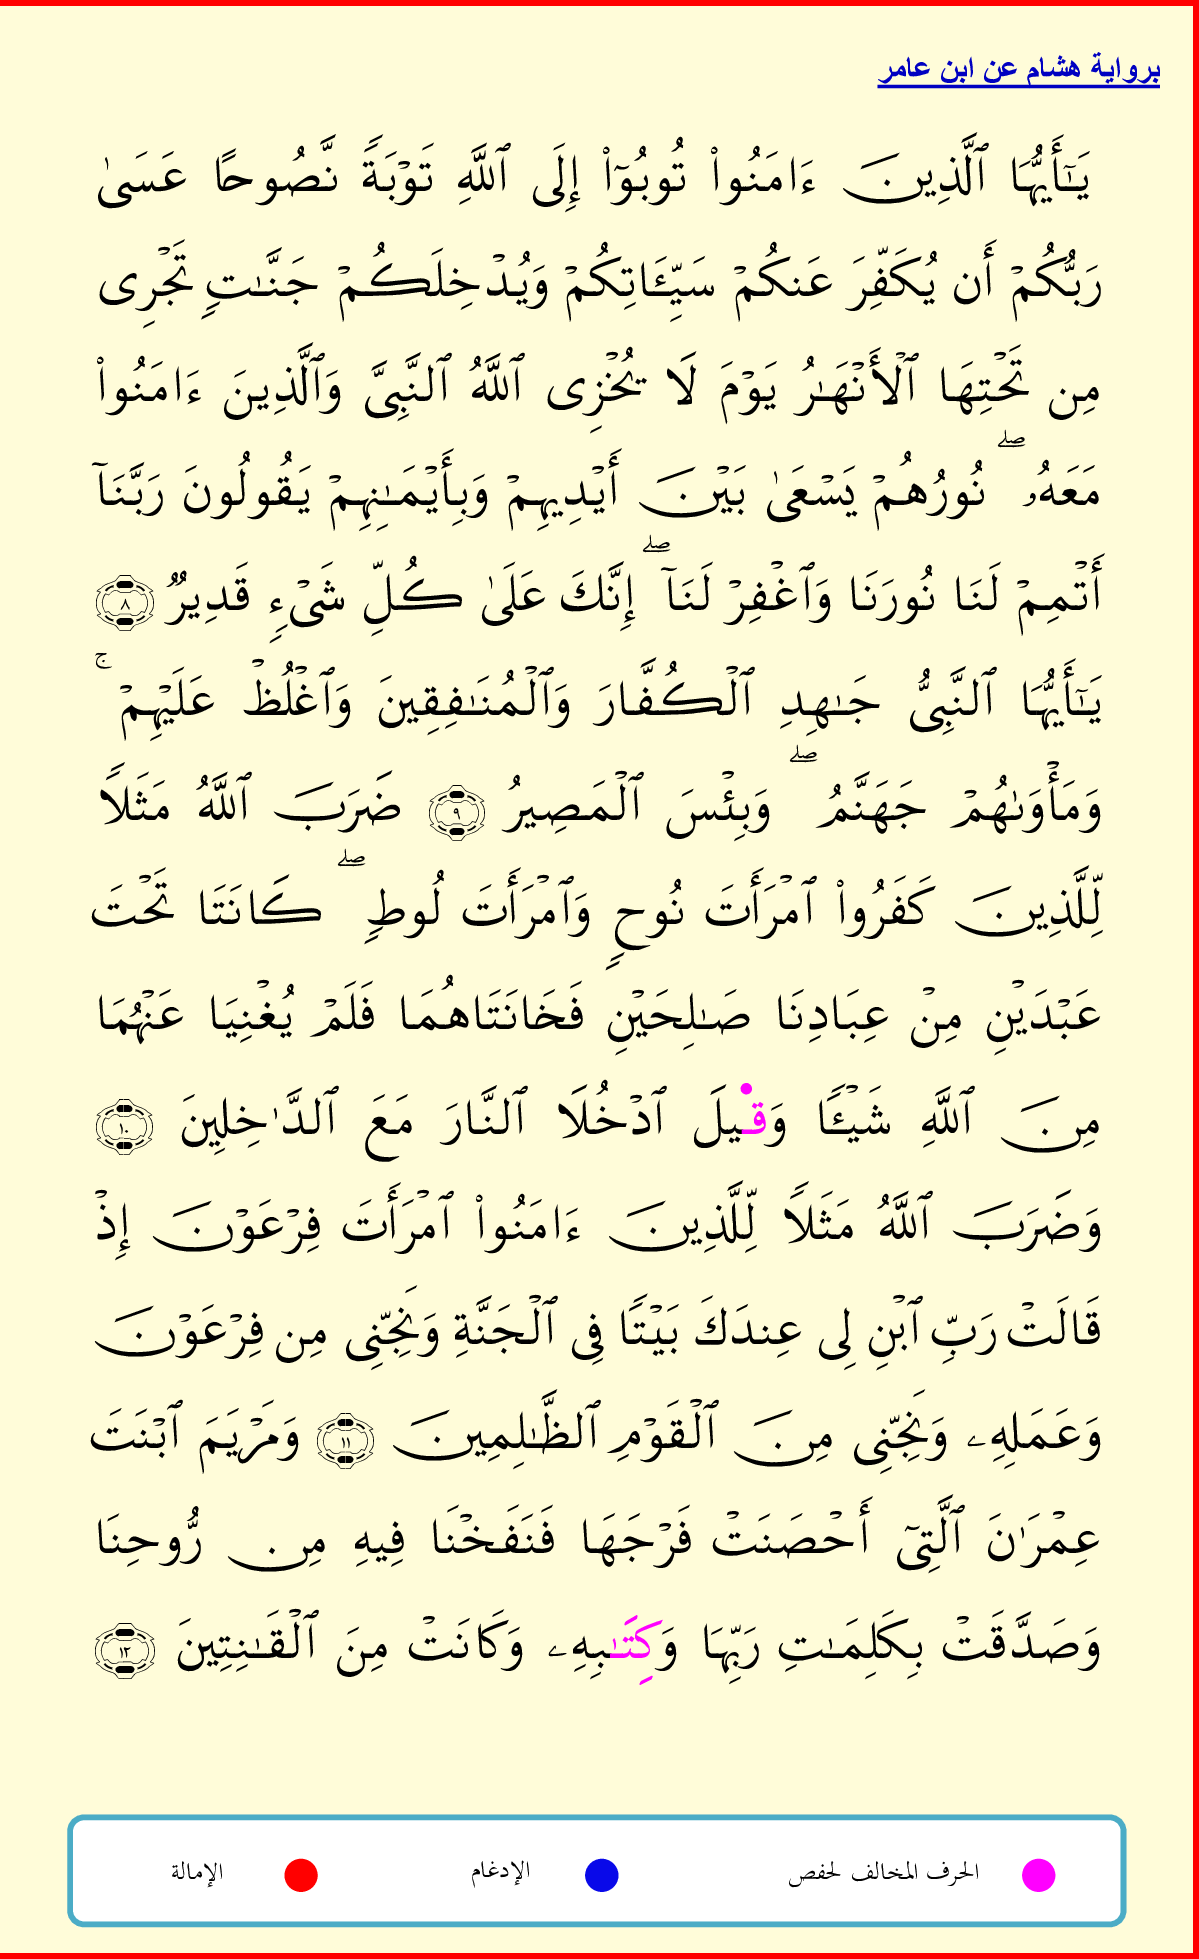 برواية هشام عن ابن عامر
يَـٰٓأَيُّهَا ٱلَّذِينَ ءَامَنُوا۟ تُوبُوٓا۟ إِلَى ٱللَّهِ تَوۡبَةً نَّصُوحًا عَسَىٰ
رَبُّكُمۡ أَن يُكَفِّرَ عَنكُمۡ سَيِّـَٔاتِكُمۡ وَيُدۡخِلَكُمۡ جَنَّـٰتٍ تَجۡرِى
مِن تَحۡتِهَا ٱلۡأَنۡهَـٰرُ يَوۡمَ لَا يُخۡزِى ٱللَّهُ ٱلنَّبِىَّ وَٱلَّذِينَ ءَامَنُوا۟
مَعَهُۥ ۖ نُورُهُمۡ يَسۡعَىٰ بَيۡنَ أَيۡدِيهِمۡ وَبِأَيۡمَـٰنِهِمۡ يَقُولُونَ رَبَّنَآ
أَتۡمِمۡ لَنَا نُورَنَا وَٱغۡفِرۡ لَنَآ ۖ إِنَّكَ عَلَىٰ كُلِّ شَىۡءٍ قَدِيرٌ ٨
يَـٰٓأَيُّهَا ٱلنَّبِىُّ جَـٰهِدِ ٱلۡكُفَّارَ وَٱلۡمُنَـٰفِقِينَ وَٱغۡلُظۡ عَلَيۡهِمۡ ۚ
وَمَأۡوَىٰهُمۡ جَهَنَّمُ ۖ وَبِئۡسَ ٱلۡمَصِيرُ ٩ ضَرَبَ ٱللَّهُ مَثَلًا
لِّلَّذِينَ كَفَرُوا۟ ٱمۡرَأَتَ نُوحٍ وَٱمۡرَأَتَ لُوطٍ ۖ كَانَتَا تَحۡتَ
عَبۡدَيۡنِ مِنۡ عِبَادِنَا صَـٰلِحَيۡنِ فَخَانَتَاهُمَا فَلَمۡ يُغۡنِيَا عَنۡهُمَا
مِنَ ٱللَّهِ شَيۡـًٔا وَق۬يلَ ٱدۡخُلَا ٱلنَّارَ مَعَ ٱلدَّٰخِلِينَ ١٠
وَضَرَبَ ٱللَّهُ مَثَلًا لِّلَّذِينَ ءَامَنُوا۟ ٱمۡرَأَتَ فِرۡعَوۡنَ إِذۡ
قَالَتۡ رَبِّ ٱبۡنِ لِى عِندَكَ بَيۡتًا فِى ٱلۡجَنَّةِ وَنَجِّنِى مِن فِرۡعَوۡنَ
وَعَمَلِهِۦ وَنَجِّنِى مِنَ ٱلۡقَوۡمِ ٱلظَّـٰلِمِينَ ١١ وَمَرۡيَمَ ٱبۡنَتَ
عِمۡرَٰنَ ٱلَّتِىٓ أَحۡصَنَتۡ فَرۡجَهَا فَنَفَخۡنَا فِيهِ مِن رُّوحِنَا
وَصَدَّقَتۡ بِكَلِمَـٰتِ رَبِّهَا وَكِتَـٰبِهِۦ وَكَانَتۡ مِنَ ٱلۡقَـٰنِتِينَ ١٢
الحرف المخالف لحفص الإدغام الإمالة